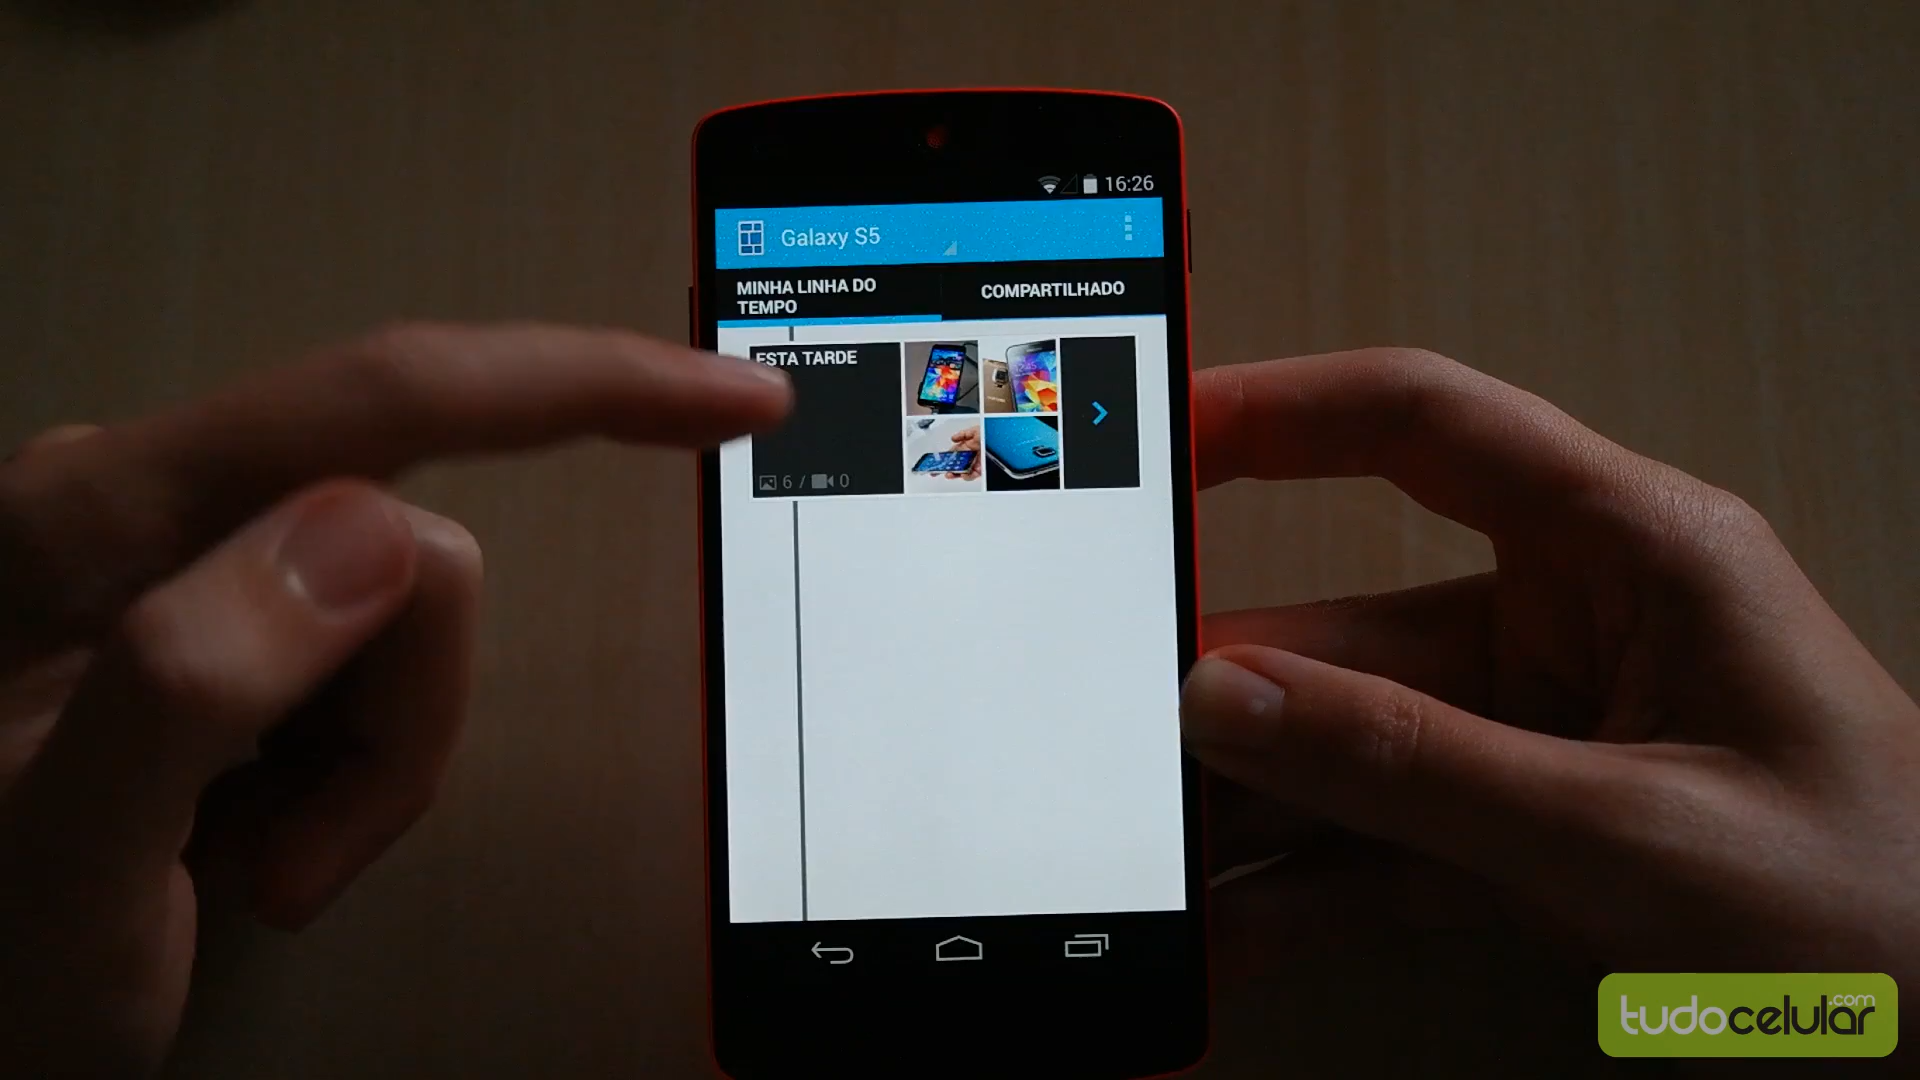 16:26
Galaxy S5
MINHA LINHA DO
TEMPO
COMPARTILHADO
ESTA TARDE
6 / 0
tudocelular.com